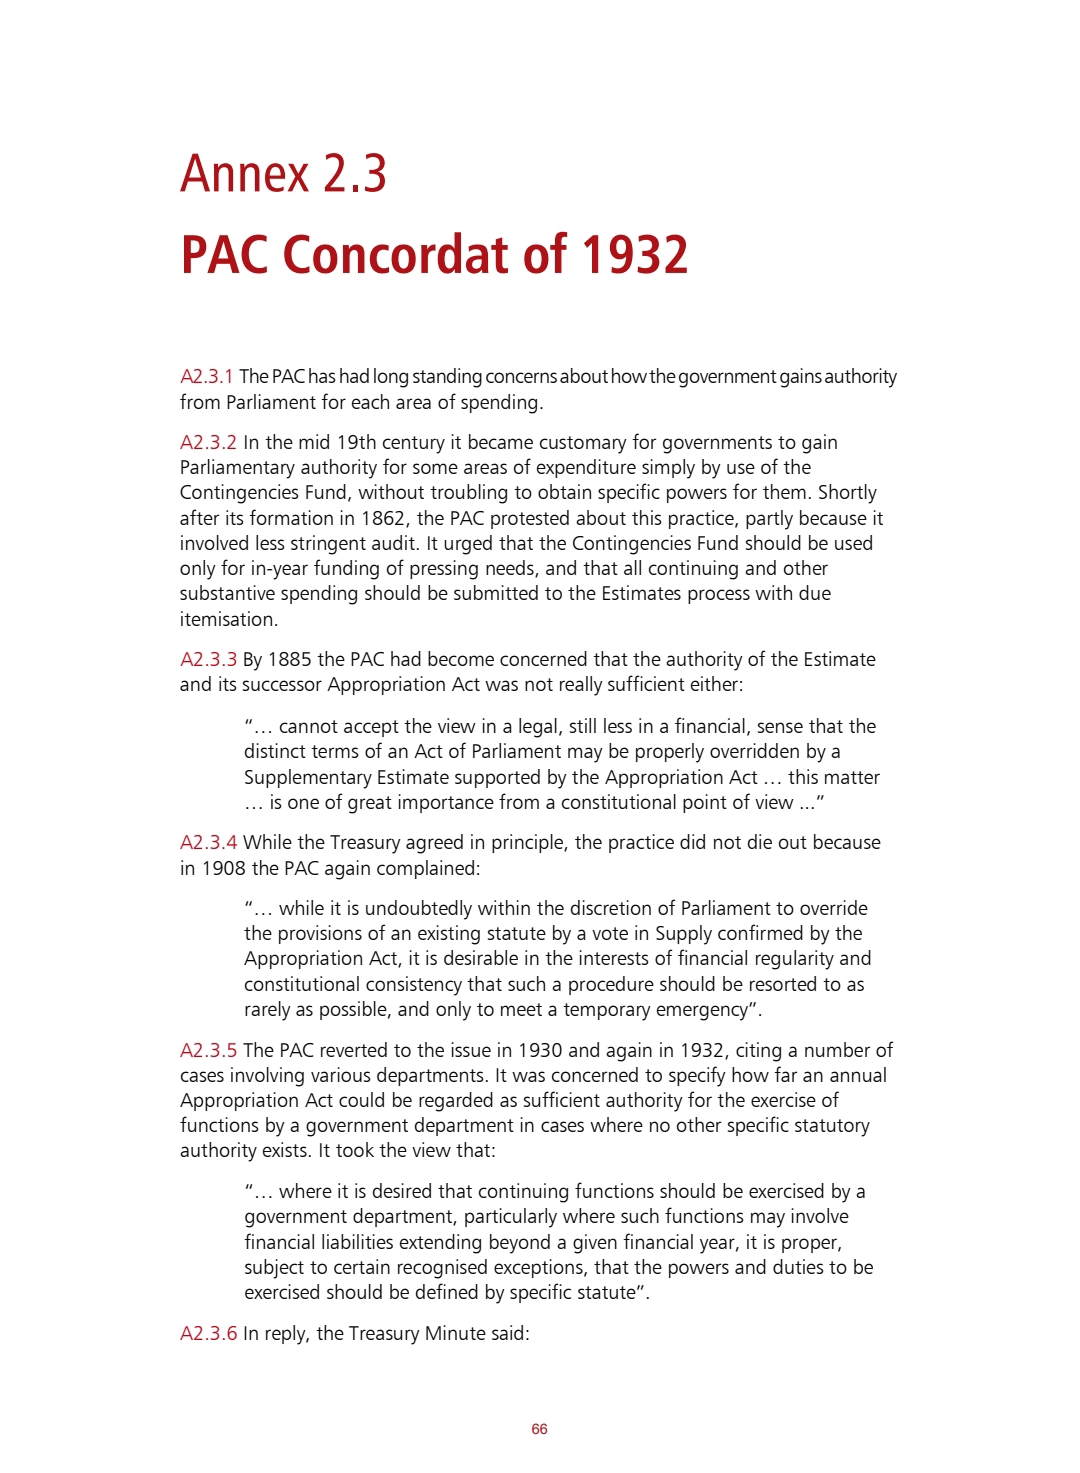 Annex 2.3
PAC Concordat of 1932
A2.3.1 The PAC has had long standing concerns about how the government gains authority
from Parliament for each area of spending.
A2.3.2 In the mid 19th century it became customary for governments to gain
Parliamentary authority for some areas of expenditure simply by use of the
Contingencies Fund, without troubling to obtain specific powers for them. Shortly
after its formation in 1862, the PAC protested about this practice, partly because it
involved less stringent audit. It urged that the Contingencies Fund should be used
only for in-year funding of pressing needs, and that all continuing and other
substantive spending should be submitted to the Estimates process with due
itemisation.
A2.3.3 By 1885 the PAC had become concerned that the authority of the Estimate
and its successor Appropriation Act was not really sufficient either:
“… cannot accept the view in a legal, still less in a financial, sense that the
distinct terms of an Act of Parliament may be properly overridden by a
Supplementary Estimate supported by the Appropriation Act … this matter
… is one of great importance from a constitutional point of view ...”
A2.3.4 While the Treasury agreed in principle, the practice did not die out because
in 1908 the PAC again complained:
“… while it is undoubtedly within the discretion of Parliament to override
the provisions of an existing statute by a vote in Supply confirmed by the
Appropriation Act, it is desirable in the interests of financial regularity and
constitutional consistency that such a procedure should be resorted to as
rarely as possible, and only to meet a temporary emergency”.
A2.3.5 The PAC reverted to the issue in 1930 and again in 1932, citing a number of
cases involving various departments. It was concerned to specify how far an annual
Appropriation Act could be regarded as sufficient authority for the exercise of
functions by a government department in cases where no other specific statutory
authority exists. It took the view that:
“… where it is desired that continuing functions should be exercised by a
government department, particularly where such functions may involve
financial liabilities extending beyond a given financial year, it is proper,
subject to certain recognised exceptions, that the powers and duties to be
exercised should be defined by specific statute”.
A2.3.6 In reply, the Treasury Minute said:
66